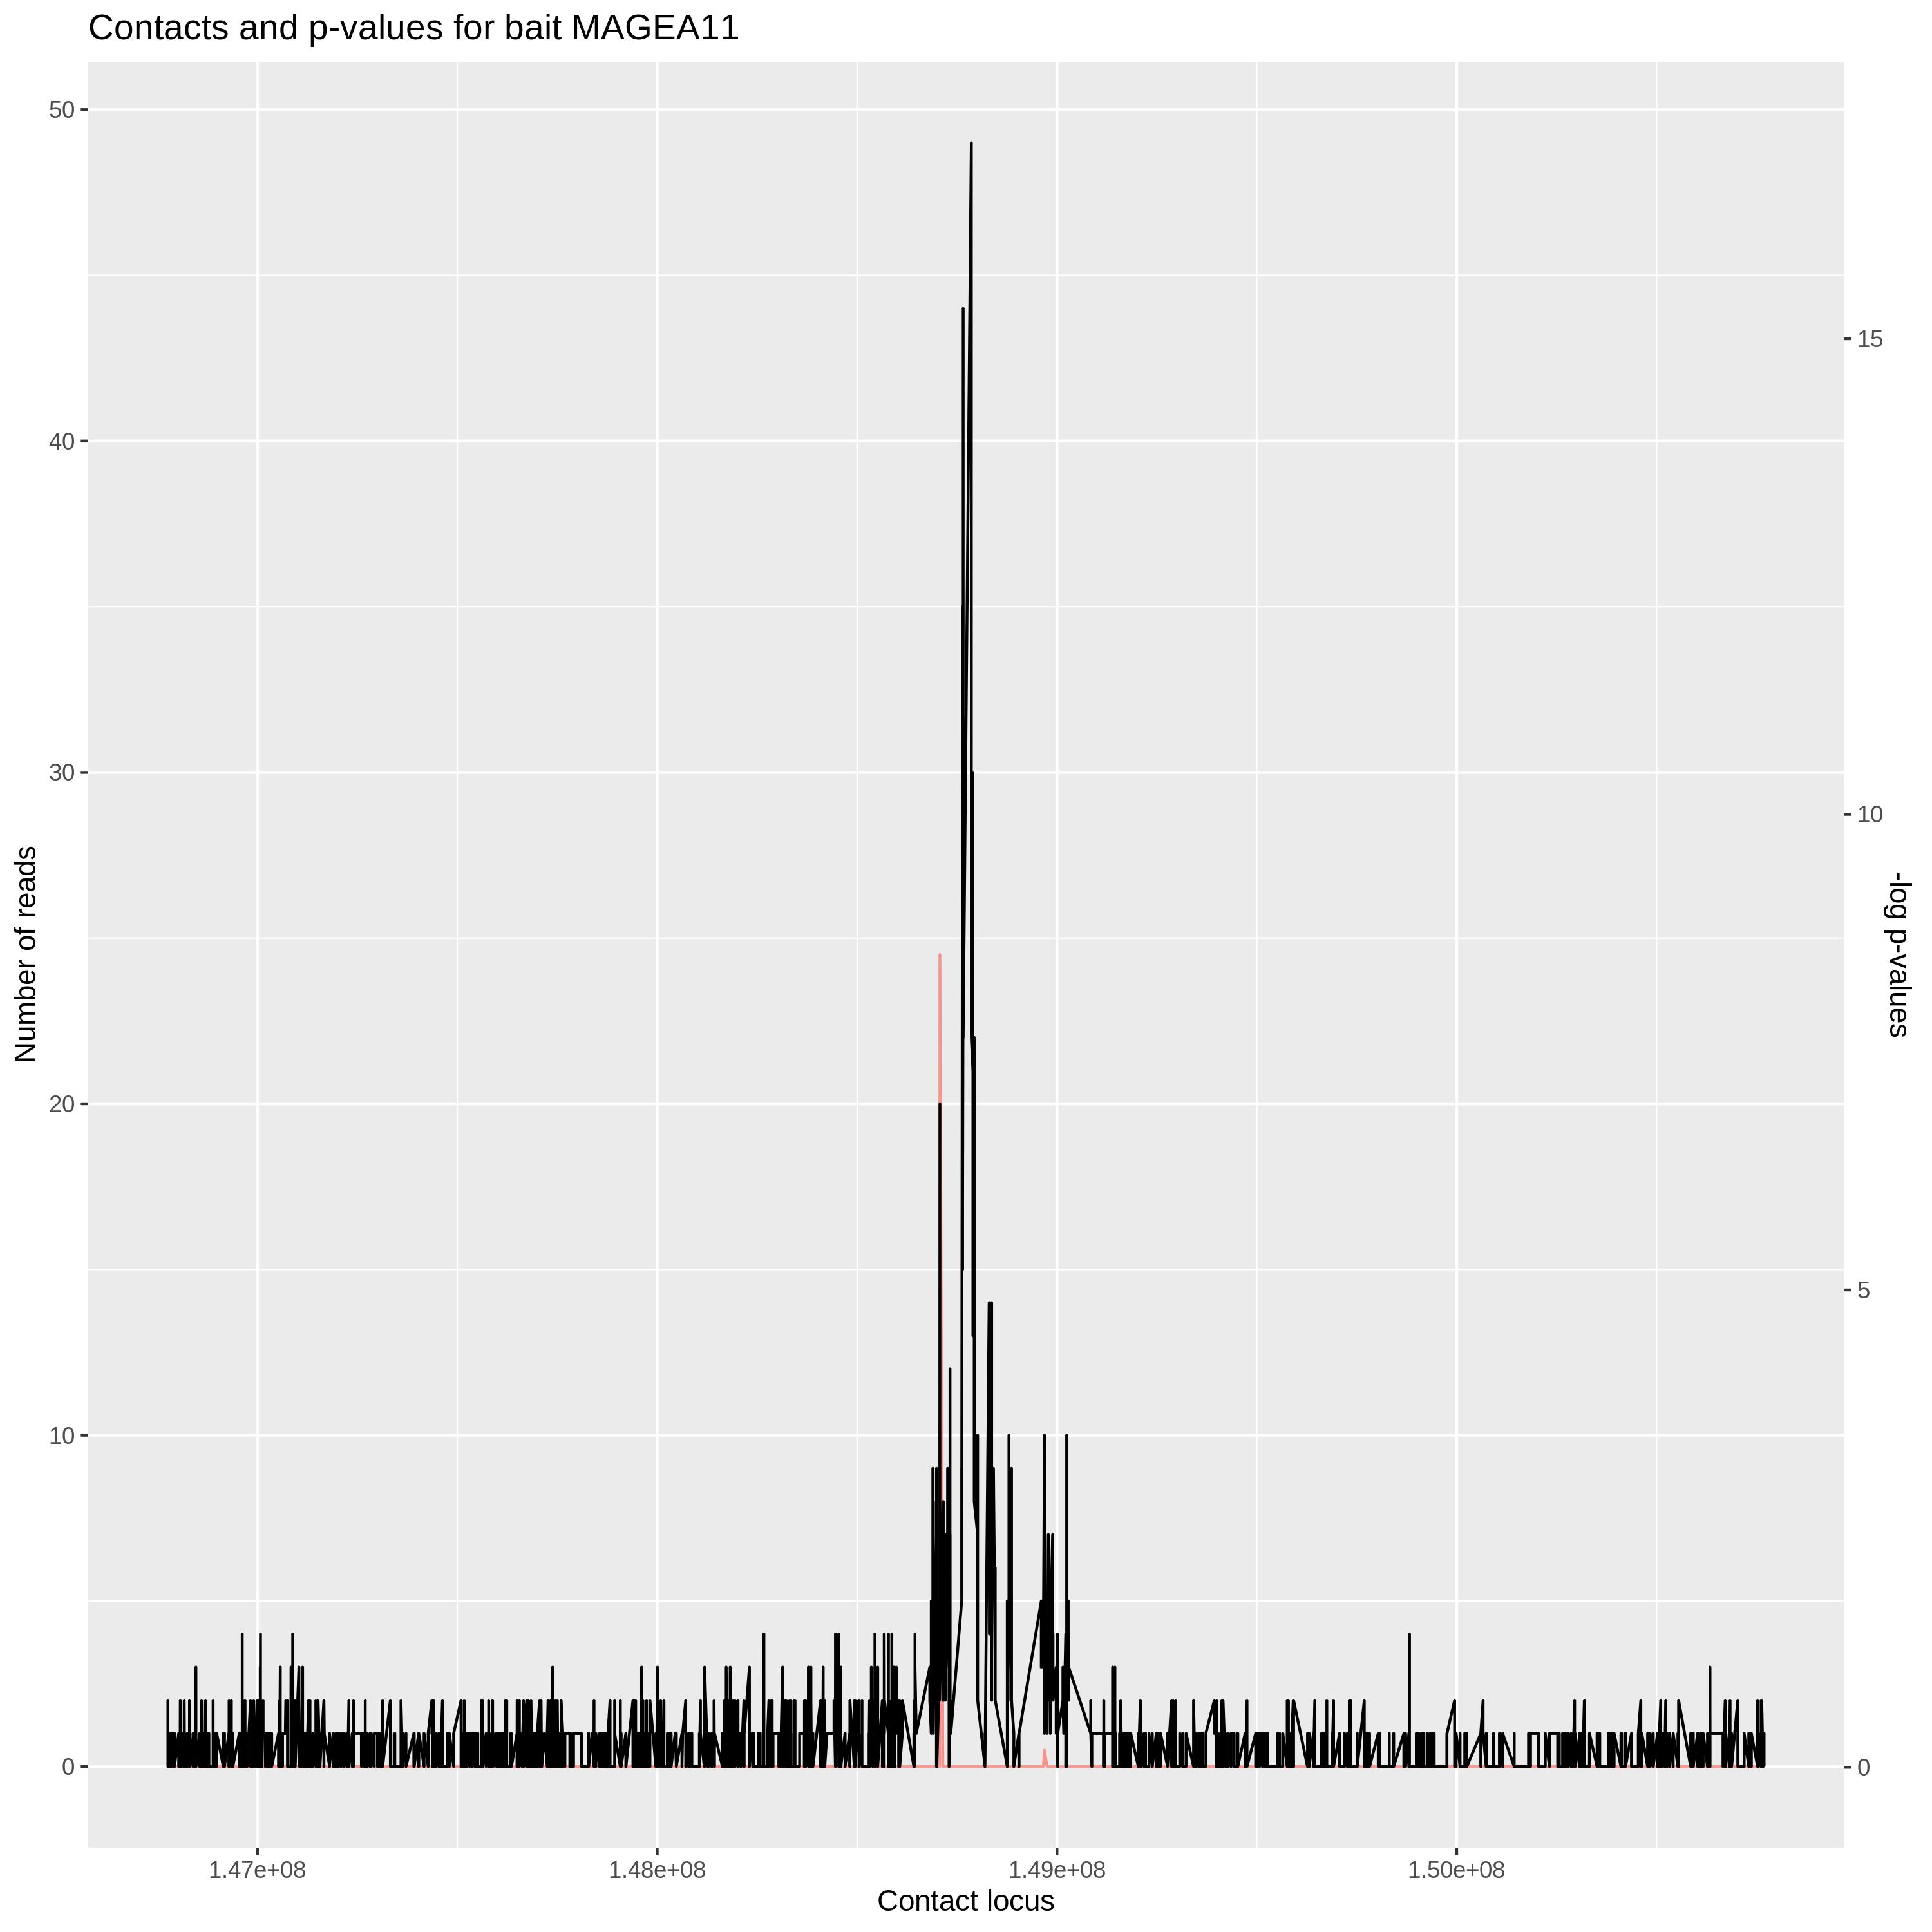 Contacts and p-values for bait MAGEA11
50
40
30
20
10
0
Number of reads
15
10
5
0
-log p-values
1.47e+08
1.48e+08
1.49e+08
1.50e+08
Contact locus